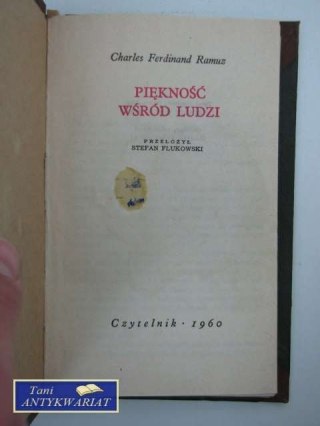 Charles Ferdinand Ramuz
PIĘKNOŚĆ
WŚRÓD LUDZI
PRZEŁOŻYŁ
STEFAN FLUKOWSKI
Czytelnik · 1960
Tani
ANTYKWARIAT